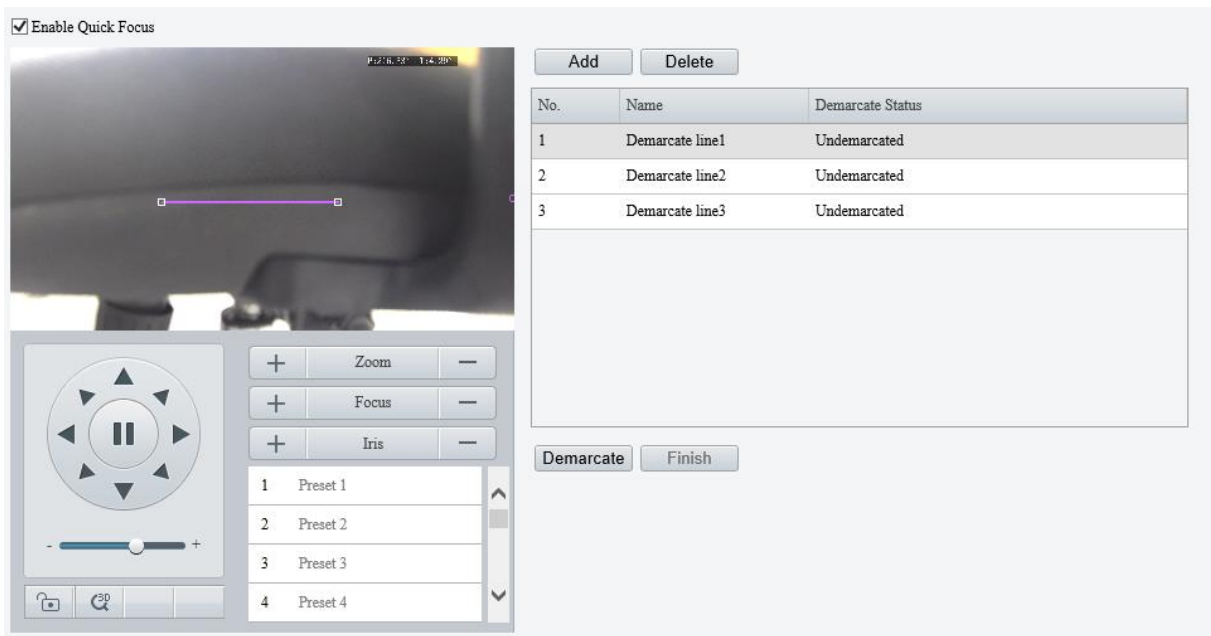 Enable Quick Focus
Add
Delete
No. Name Demarcate Status
1 Demarcate line1 Undemarcated
2 Demarcate line2 Undemarcated
3 Demarcate line3 Undemarcated
+ Zoom −
+ Focus −
+ Iris −
1 Preset 1
2 Preset 2
3 Preset 3
4 Preset 4
- +
3D
Demarcate
Finish